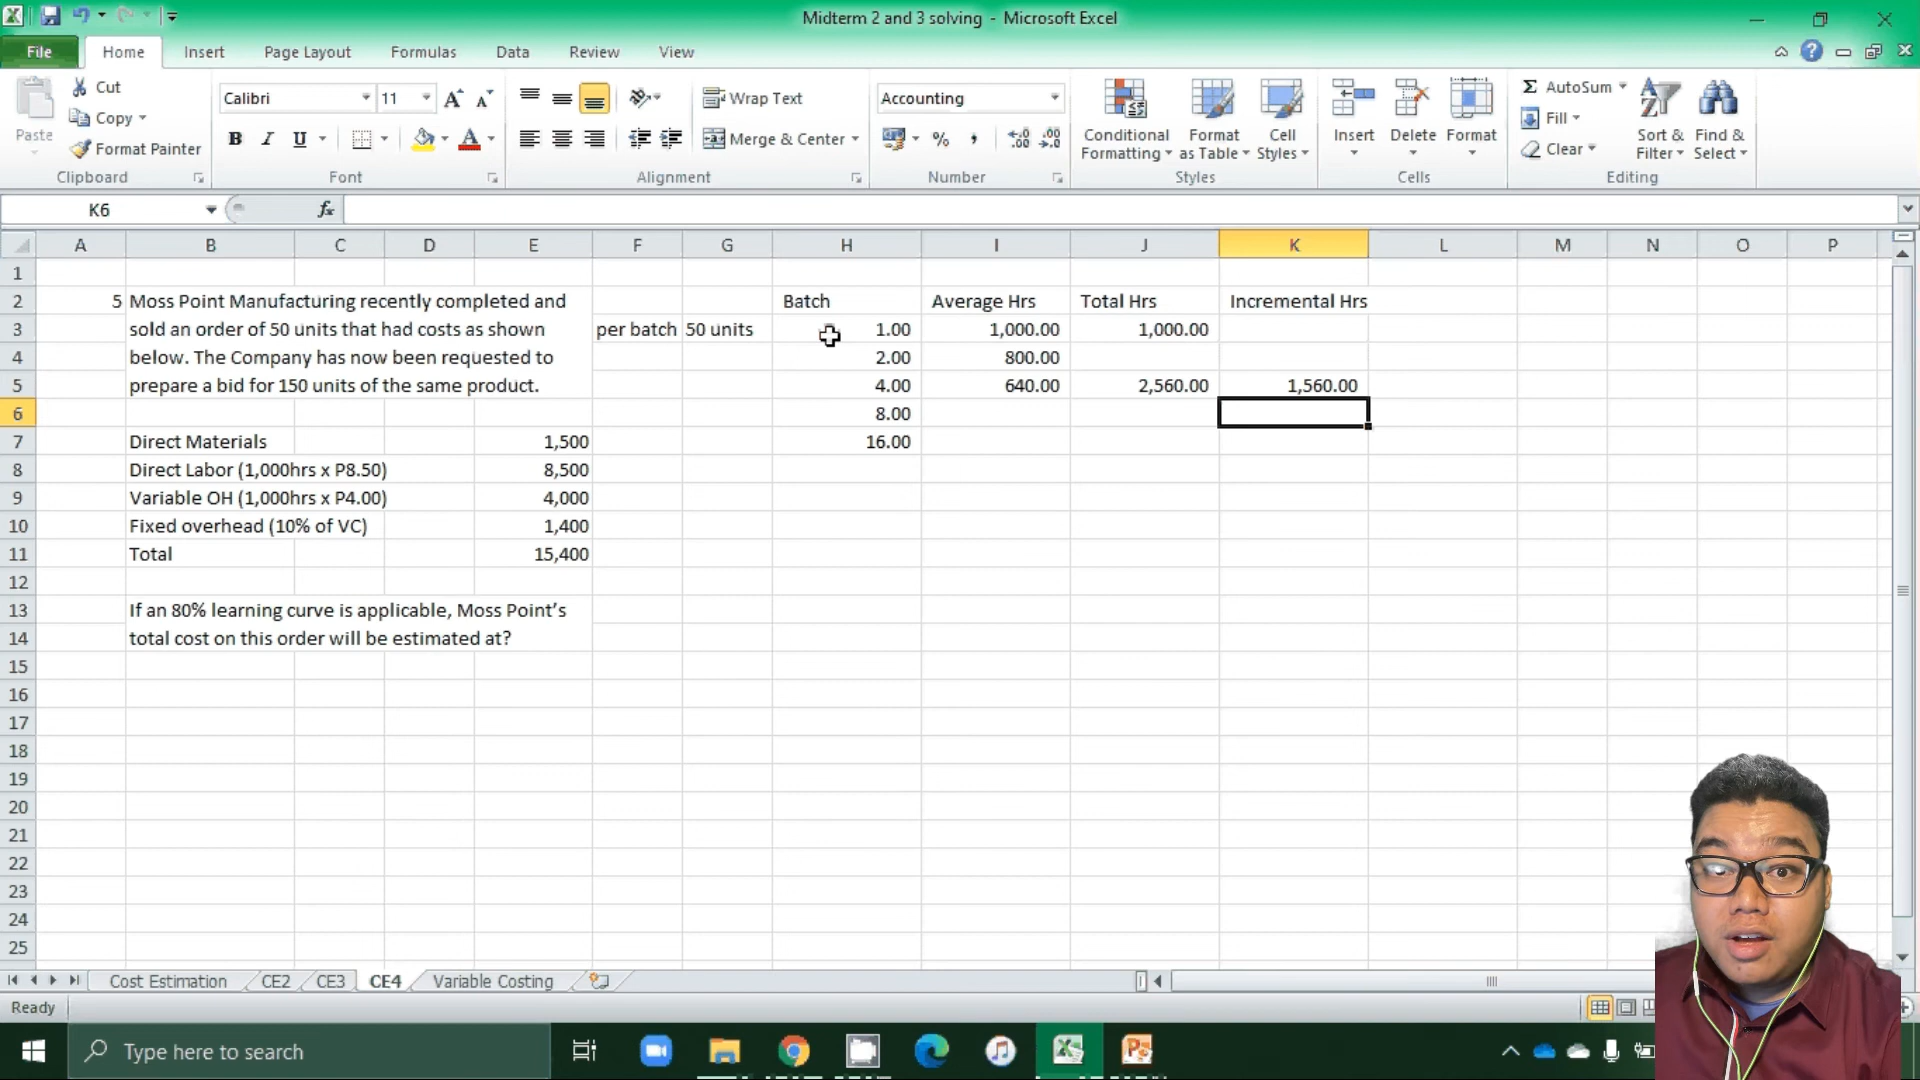 Midterm 2 and 3 solving - Microsoft Excel
File Home Insert Page Layout Formulas Data Review View
Paste
Cut
Copy
Format Painter
Clipboard
Calibri 11
B I U
Font
Wrap Text
Merge & Center
Alignment
Accounting
Number
Conditional Formatting
Format as Table
Cell Styles
Styles
Insert Delete Format
Cells
AutoSum
Fill
Clear
Sort & Filter
Find & Select
Editing
K6
fx
A B C D E F G H I J K L M N O P
1
2 5 Moss Point Manufacturing recently completed and Batch Average Hrs Total Hrs Incremental Hrs
3 sold an order of 50 units that had costs as shown per batch 50 units 1.00 1,000.00 1,000.00
4 below. The Company has now been requested to 2.00 800.00
5 prepare a bid for 150 units of the same product. 4.00 640.00 2,560.00 1,560.00
6 8.00
7 Direct Materials 1,500 16.00
8 Direct Labor (1,000hrs x P8.50) 8,500
9 Variable OH (1,000hrs x P4.00) 4,000
10 Fixed overhead (10% of VC) 1,400
11 Total 15,400
12
13 If an 80% learning curve is applicable, Moss Point's
14 total cost on this order will be estimated at?
15
16
17
18
19
20
21
22
23
24
25
Cost Estimation CE2 CE3 CE4 Variable Costing
Ready
Type here to search